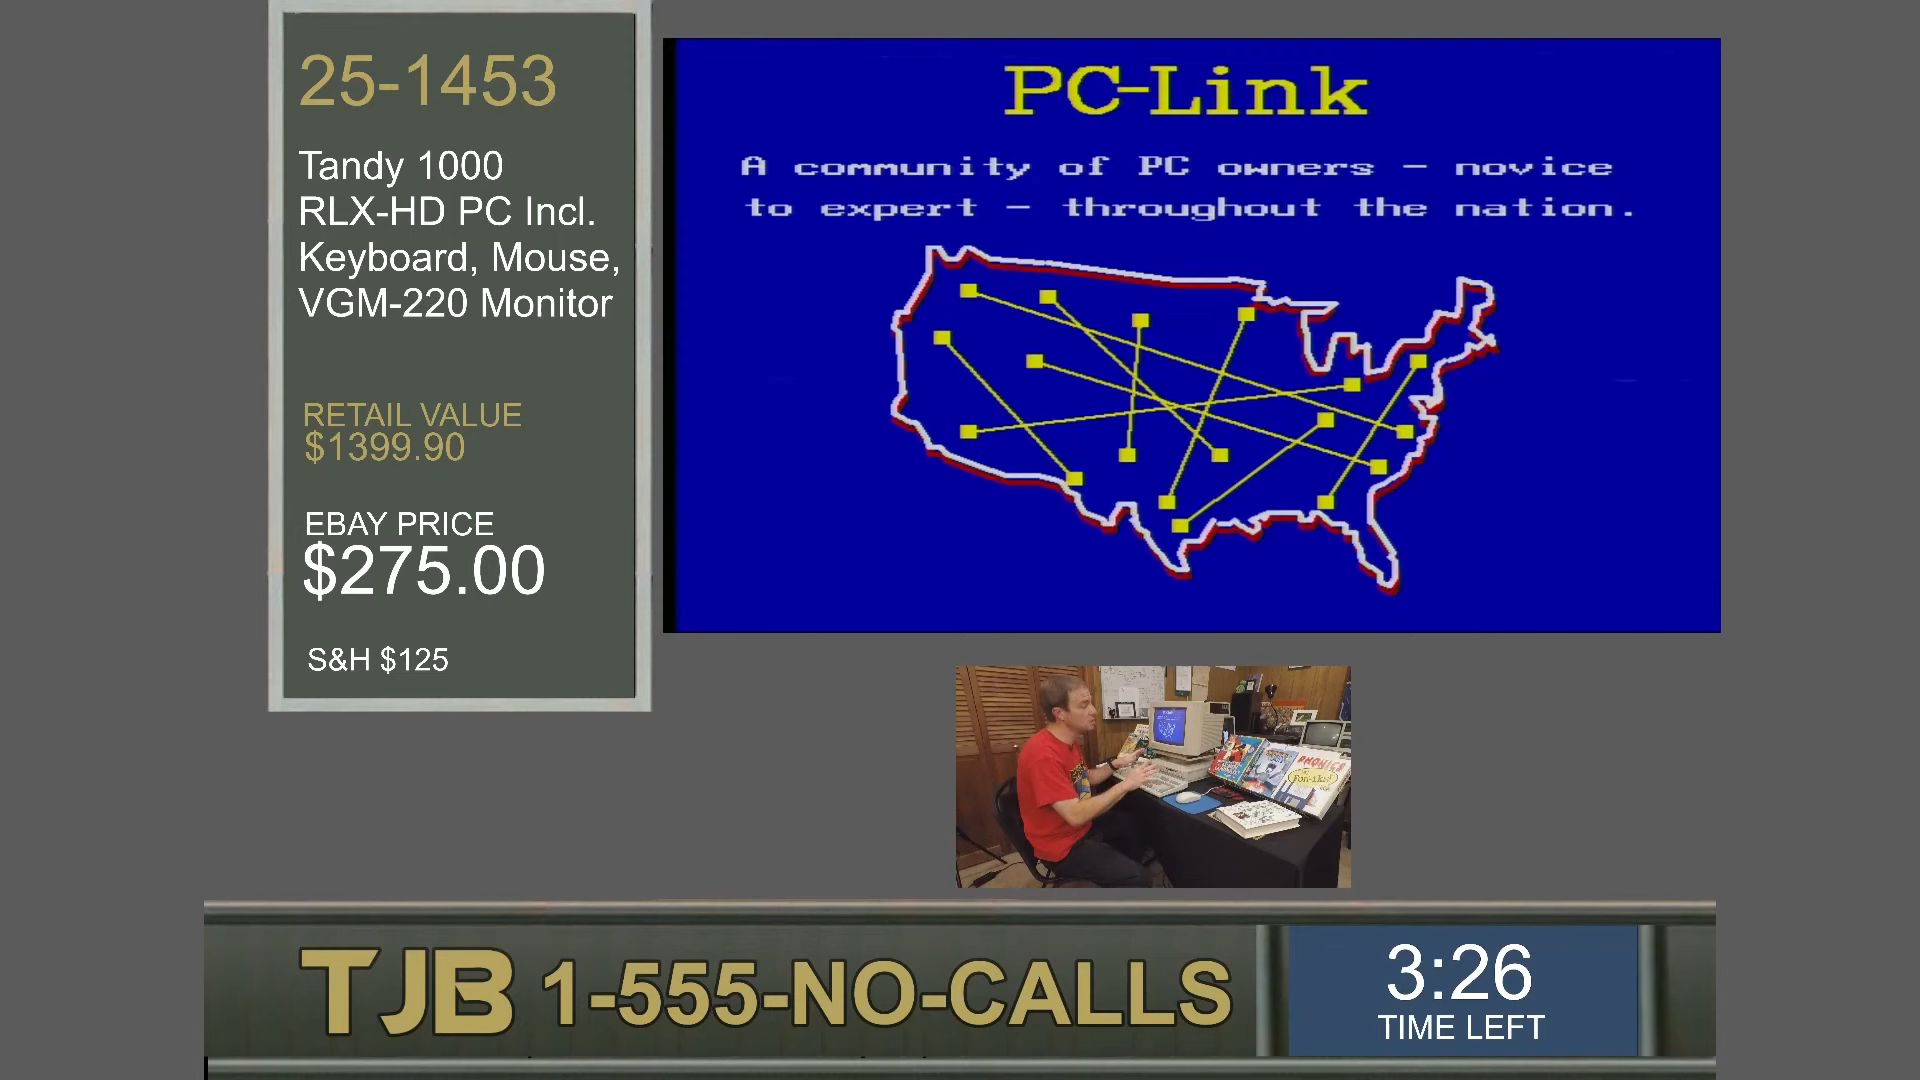 25-1453
Tandy 1000
RLX-HD PC Incl.
Keyboard, Mouse,
VGM-220 Monitor
RETAIL VALUE
$1399.90
EBAY PRICE
$275.00
S&H $125
PC-Link
A community of PC owners - novice
to expert - throughout the nation.
PHONICS
TJB 1-555-NO-CALLS
3:26
TIME LEFT